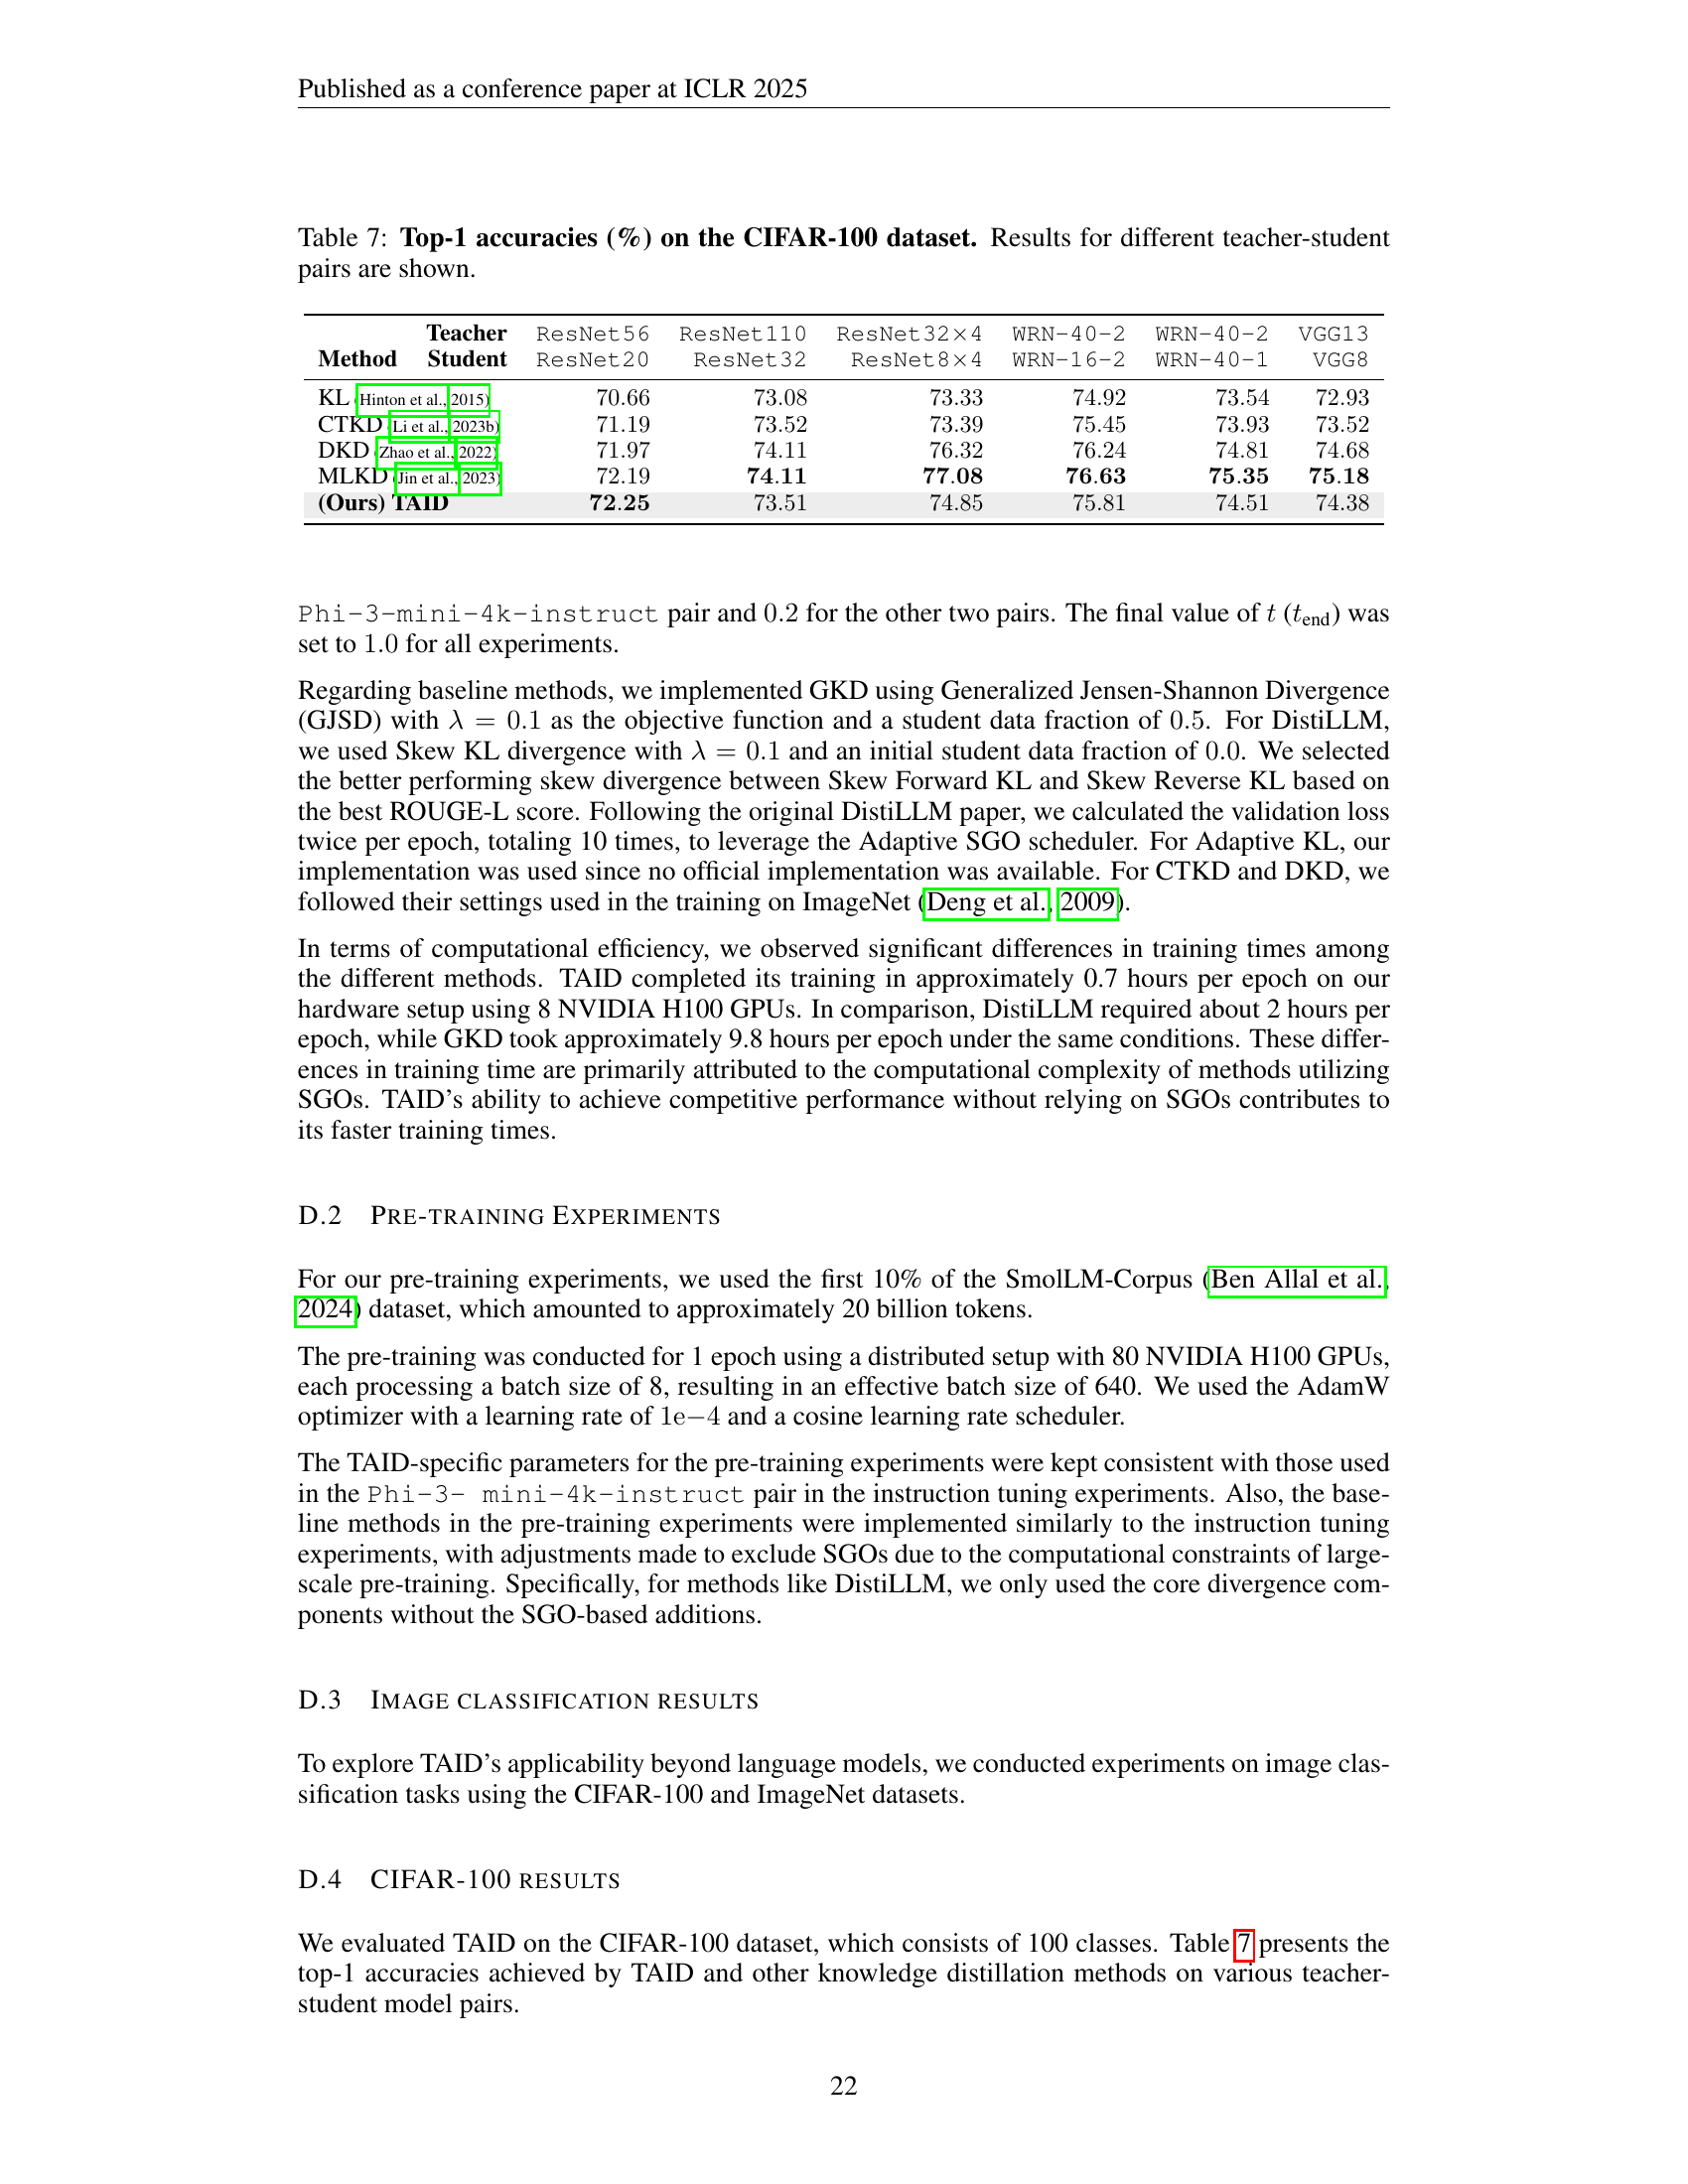 Published as a conference paper at ICLR 2025
Table 7: Top-1 accuracies (%) on the CIFAR-100 dataset. Results for different teacher-student
pairs are shown.
Teacher ResNet56 ResNet110 ResNet32×4 WRN-40-2 WRN-40-2 VGG13
Method Student ResNet20 ResNet32 ResNet8×4 WRN-16-2 WRN-40-1 VGG8
KL (Hinton et al., 2015) 70.66 73.08 73.33 74.92 73.54 72.93
CTKD (Li et al., 2023b) 71.19 73.52 73.39 75.45 73.93 73.52
DKD (Zhao et al., 2022) 71.97 74.11 76.32 76.24 74.81 74.68
MLKD (Jin et al., 2023) 72.19 74.11 77.08 76.63 75.35 75.18
(Ours) TAID 72.25 73.51 74.85 75.81 74.51 74.38
Phi-3-mini-4k-instruct pair and 0.2 for the other two pairs. The final value of t (tend) was
set to 1.0 for all experiments.
Regarding baseline methods, we implemented GKD using Generalized Jensen-Shannon Divergence
(GJSD) with λ = 0.1 as the objective function and a student data fraction of 0.5. For DistiLLM,
we used Skew KL divergence with λ = 0.1 and an initial student data fraction of 0.0. We selected
the better performing skew divergence between Skew Forward KL and Skew Reverse KL based on
the best ROUGE-L score. Following the original DistiLLM paper, we calculated the validation loss
twice per epoch, totaling 10 times, to leverage the Adaptive SGO scheduler. For Adaptive KL, our
implementation was used since no official implementation was available. For CTKD and DKD, we
followed their settings used in the training on ImageNet (Deng et al., 2009).
In terms of computational efficiency, we observed significant differences in training times among
the different methods. TAID completed its training in approximately 0.7 hours per epoch on our
hardware setup using 8 NVIDIA H100 GPUs. In comparison, DistiLLM required about 2 hours per
epoch, while GKD took approximately 9.8 hours per epoch under the same conditions. These differ-
ences in training time are primarily attributed to the computational complexity of methods utilizing
SGOs. TAID's ability to achieve competitive performance without relying on SGOs contributes to
its faster training times.
D.2 PRE-TRAINING EXPERIMENTS
For our pre-training experiments, we used the first 10% of the SmolLM-Corpus (Ben Allal et al.,
2024) dataset, which amounted to approximately 20 billion tokens.
The pre-training was conducted for 1 epoch using a distributed setup with 80 NVIDIA H100 GPUs,
each processing a batch size of 8, resulting in an effective batch size of 640. We used the AdamW
optimizer with a learning rate of 1e−4 and a cosine learning rate scheduler.
The TAID-specific parameters for the pre-training experiments were kept consistent with those used
in the Phi-3- mini-4k-instruct pair in the instruction tuning experiments. Also, the base-
line methods in the pre-training experiments were implemented similarly to the instruction tuning
experiments, with adjustments made to exclude SGOs due to the computational constraints of large-
scale pre-training. Specifically, for methods like DistiLLM, we only used the core divergence com-
ponents without the SGO-based additions.
D.3 IMAGE CLASSIFICATION RESULTS
To explore TAID's applicability beyond language models, we conducted experiments on image clas-
sification tasks using the CIFAR-100 and ImageNet datasets.
D.4 CIFAR-100 RESULTS
We evaluated TAID on the CIFAR-100 dataset, which consists of 100 classes. Table 7 presents the
top-1 accuracies achieved by TAID and other knowledge distillation methods on various teacher-
student model pairs.
22